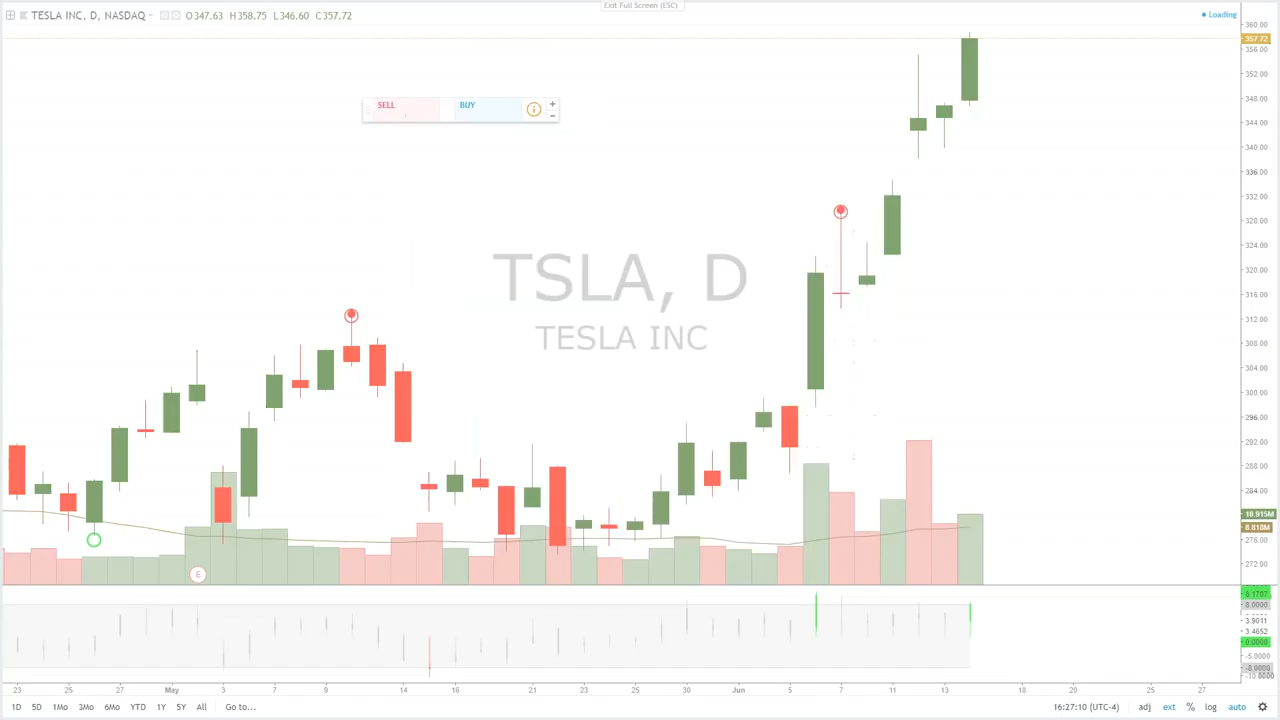 Exit Full Screen (ESC)
TESLA INC, D, NASDAQ O347.63 H358.75 L346.60 C357.72
Loading
SELL
BUY
TSLA, D
TESLA INC
E
360.00
357.72
356.00
352.00
348.00
344.00
340.00
336.00
332.00
328.00
324.00
320.00
316.00
312.00
308.00
304.00
300.00
296.00
292.00
288.00
284.00
10.915M
8.818M
276.00
272.00
8.1707
8.0000
3.9011
3.4652
0.0000
-5.0000
-8.0000
-10.0000
23 25 27 May 3 7 9 14 16 21 23 25 30 Jun 5 7 11 13 18 20 25 27
1D 5D 1Mo 3Mo 6Mo YTD 1Y 5Y All Go to... 16:27:10 (UTC-4) adj ext % log auto